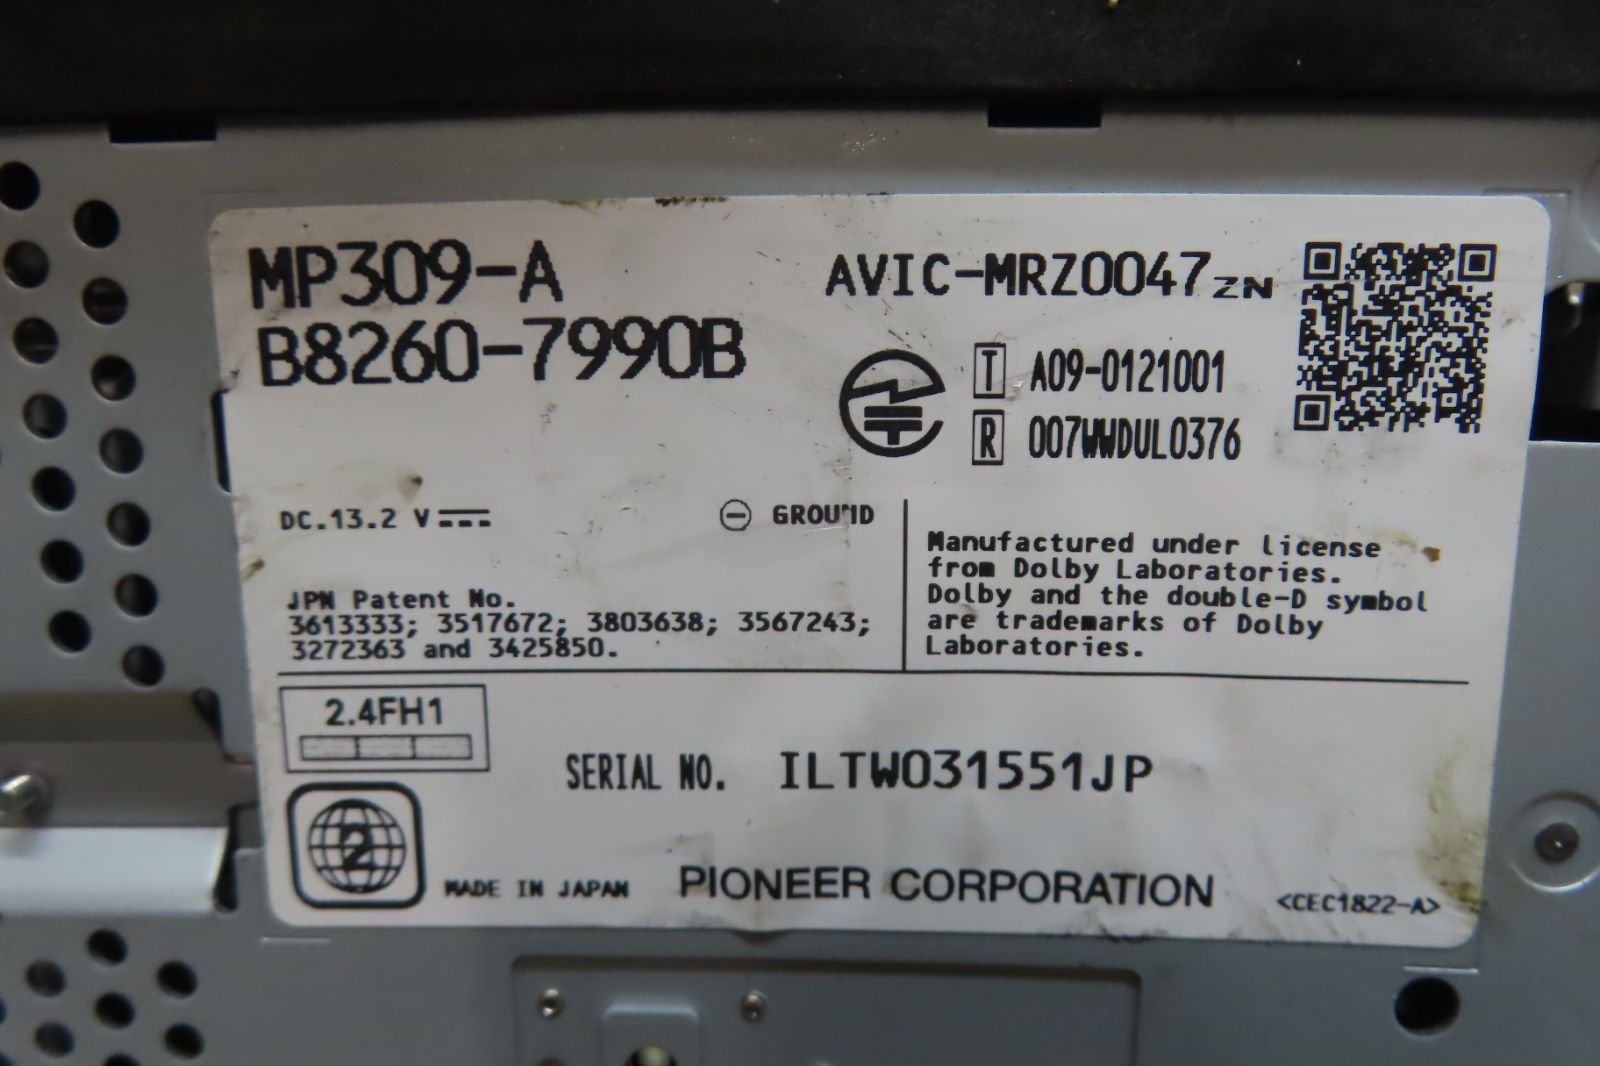 MP309-A
B8260-7990B
AVIC-MRZ0047 ZN
T A09-0121001
R 007WWDUL0376
DC.13.2 V
⊖ GROUND
JPN Patent No.
3613333; 3517672; 3803638; 3567243;
3272363 and 3425850.
Manufactured under license
from Dolby Laboratories.
Dolby and the double-D symbol
are trademarks of Dolby
Laboratories.
2.4FH1
SERIAL NO. ILTW031551JP
2
MADE IN JAPAN
PIONEER CORPORATION
<CEC1822-A>